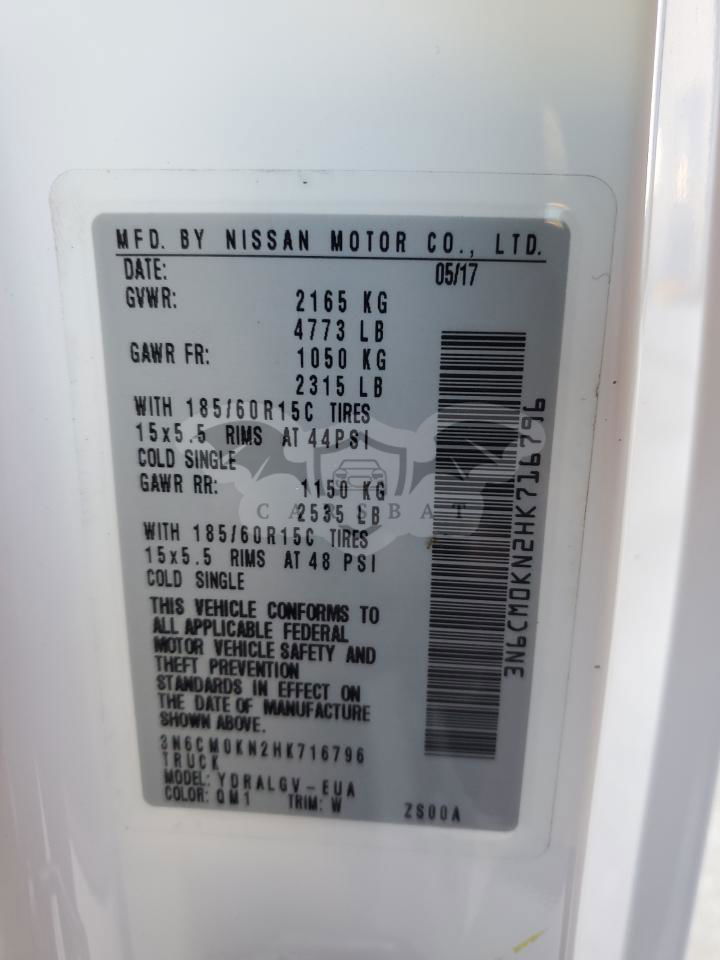 MFD. BY NISSAN MOTOR CO., LTD.
DATE: 05/17
GVWR: 2165 KG
4773 LB
GAWR FR: 1050 KG
2315 LB
WITH 185/60R15C TIRES
15x5.5 RIMS AT 44PSI
COLD SINGLE
GAWR RR: 1150 KG
2535 LB
WITH 185/60R15C TIRES
15x5.5 RIMS AT 48 PSI
COLD SINGLE
THIS VEHICLE CONFORMS TO
ALL APPLICABLE FEDERAL
MOTOR VEHICLE SAFETY AND
THEFT PREVENTION
STANDARDS IN EFFECT ON
THE DATE OF MANUFACTURE
SHOWN ABOVE.
3N6CM0KN2HK716796
TRUCK
MODEL: YDRALGV-EUA
COLOR: QM1 TRIM: W ZS00A
3N6CM0KN2HK716796
CARSBAT